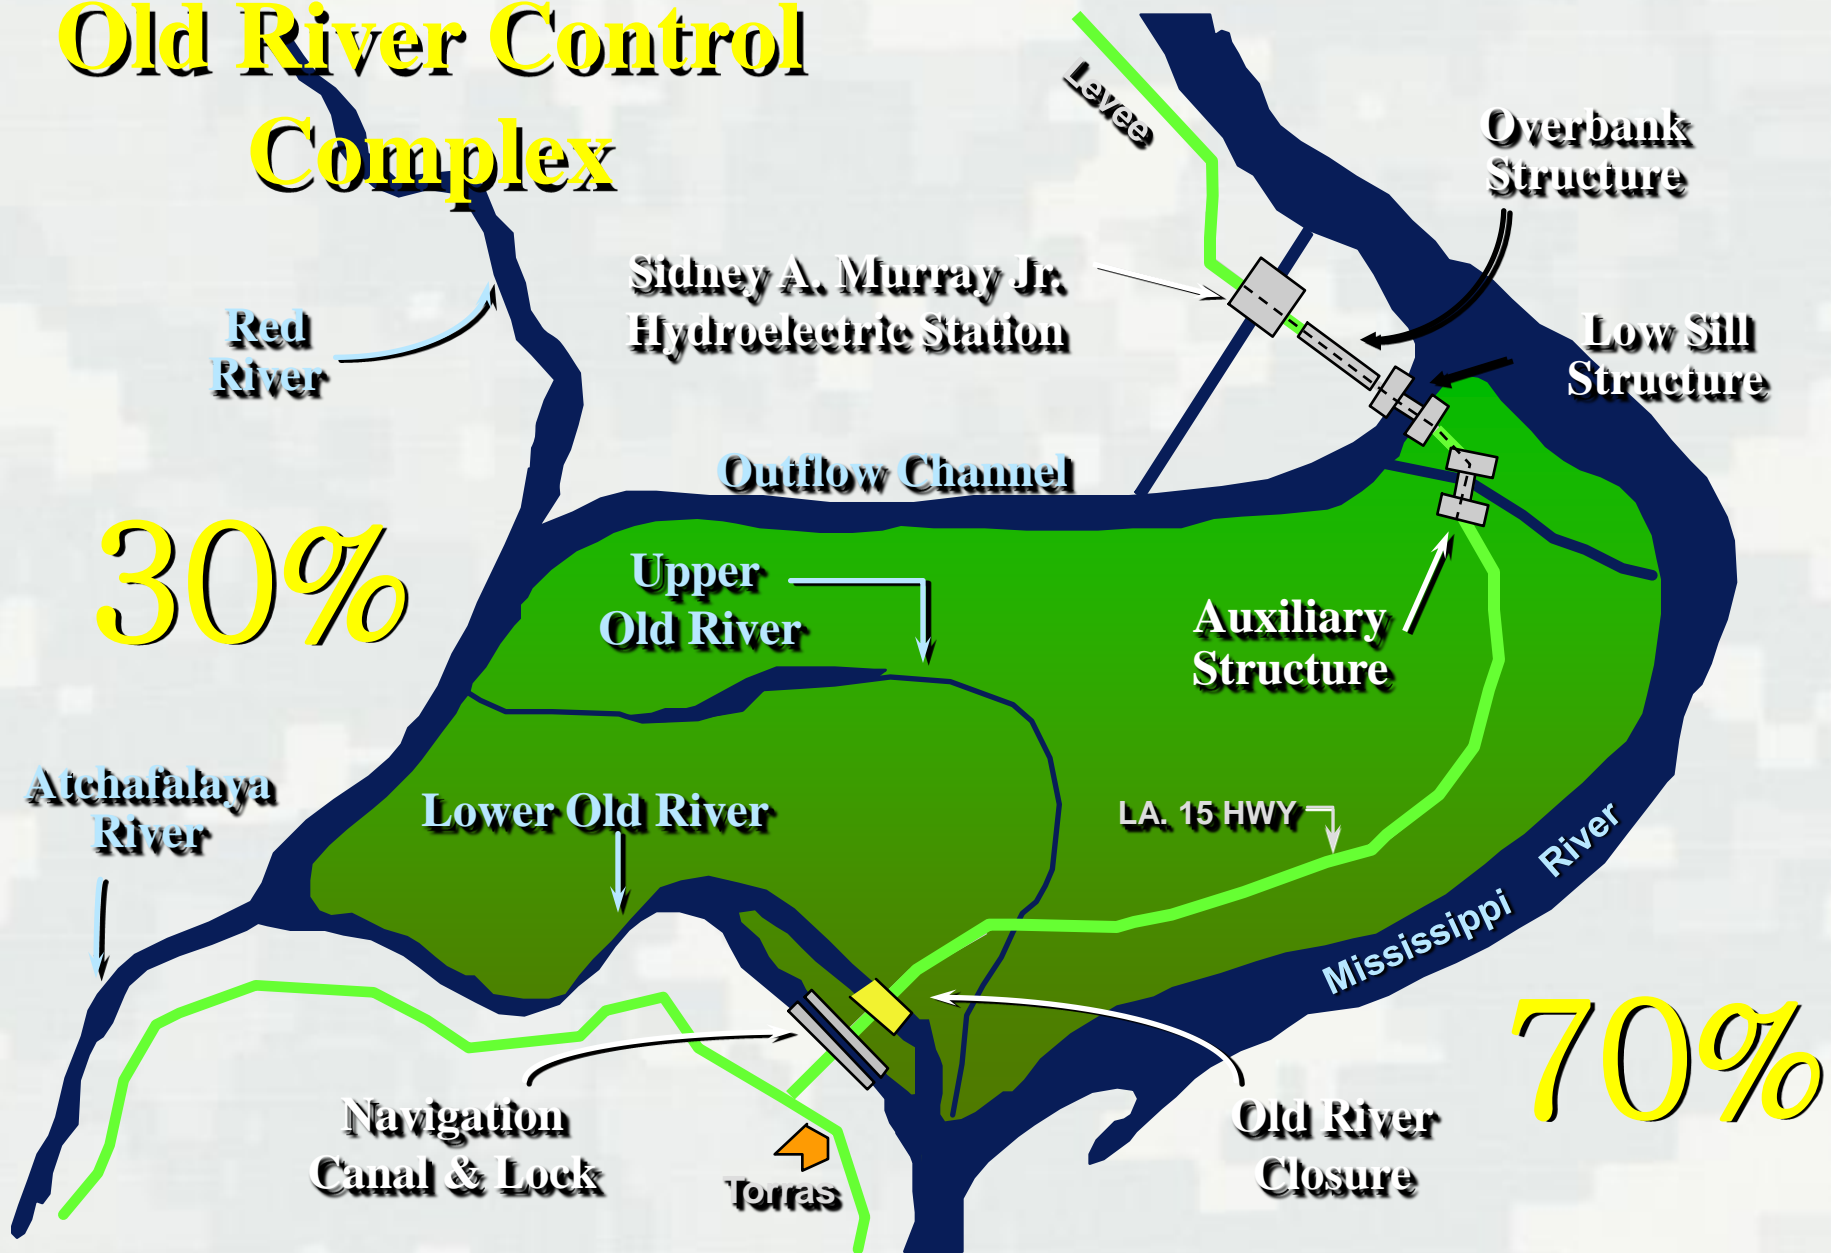 Old River Control
Complex
Levee
Overbank
Structure
Sidney A. Murray Jr.
Hydroelectric Station
Red
River
Low Sill
Structure
Outflow Channel
30%
Upper
Old River
Auxiliary
Structure
Atchafalaya
River
Lower Old River
LA. 15 HWY
Mississippi River
70%
Navigation
Canal & Lock
Old River
Closure
Torras